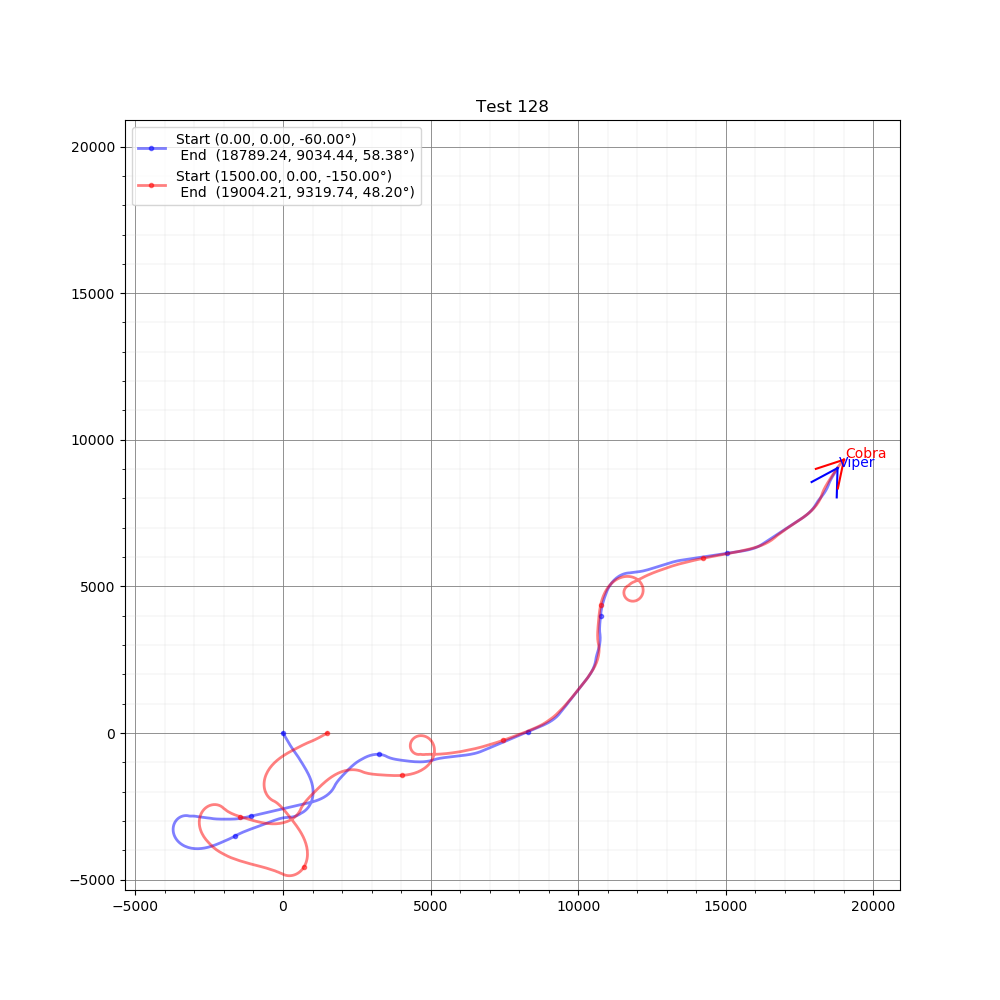 Test 128
Start (0.00, 0.00, -60.00°)
End (18789.24, 9034.44, 58.38°)
Start (1500.00, 0.00, -150.00°)
End (19004.21, 9319.74, 48.20°)
20000
15000
10000
5000
0
−5000
Cobra
Viper
−5000 0 5000 10000 15000 20000